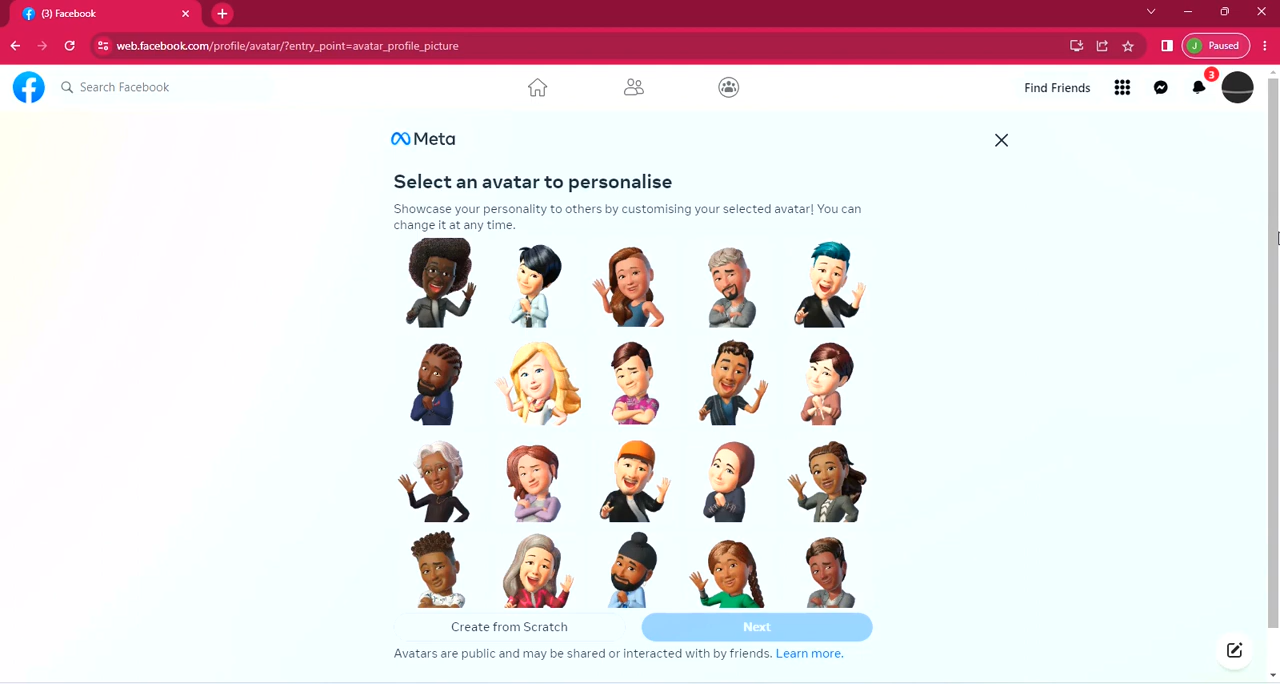 (3) Facebook
web.facebook.com/profile/avatar/?entry_point=avatar_profile_picture
J Paused
Search Facebook
Find Friends
3
Meta
Select an avatar to personalise
Showcase your personality to others by customising your selected avatar! You can
change it at any time.
Create from Scratch
Next
Avatars are public and may be shared or interacted with by friends. Learn more.